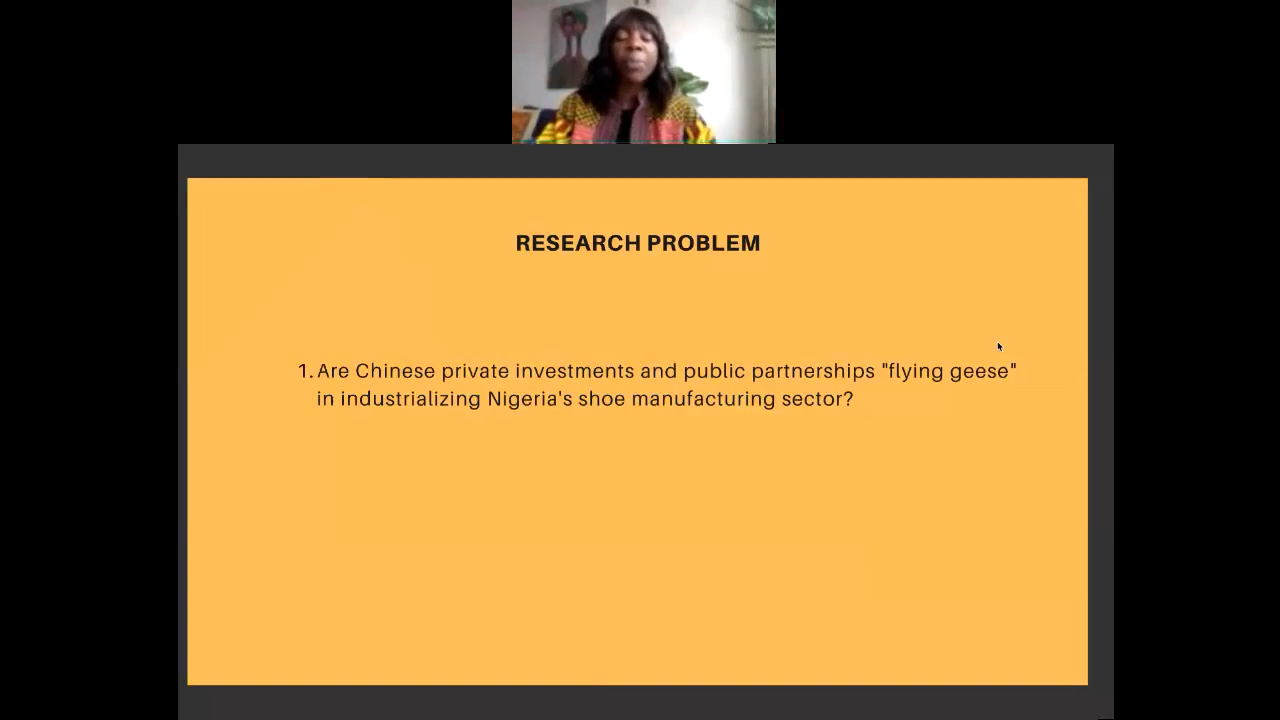 RESEARCH PROBLEM
1. Are Chinese private investments and public partnerships "flying geese"
in industrializing Nigeria's shoe manufacturing sector?